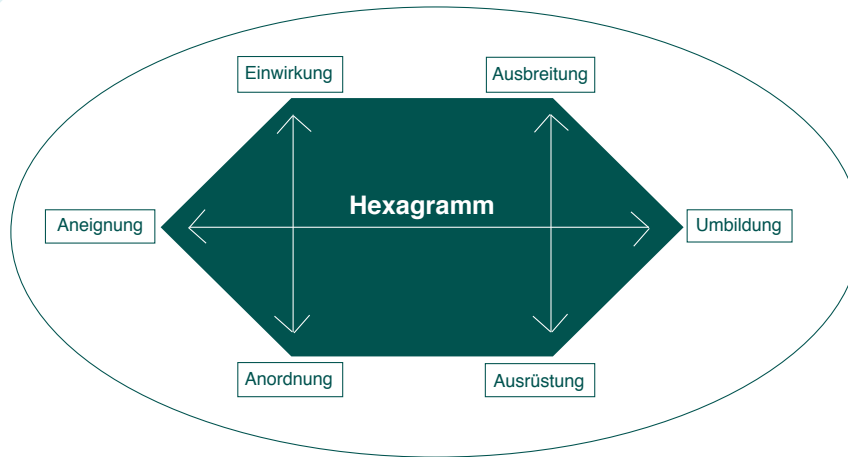 Einwirkung
Ausbreitung
Hexagramm
Aneignung
Umbildung
Anordnung
Ausrüstung